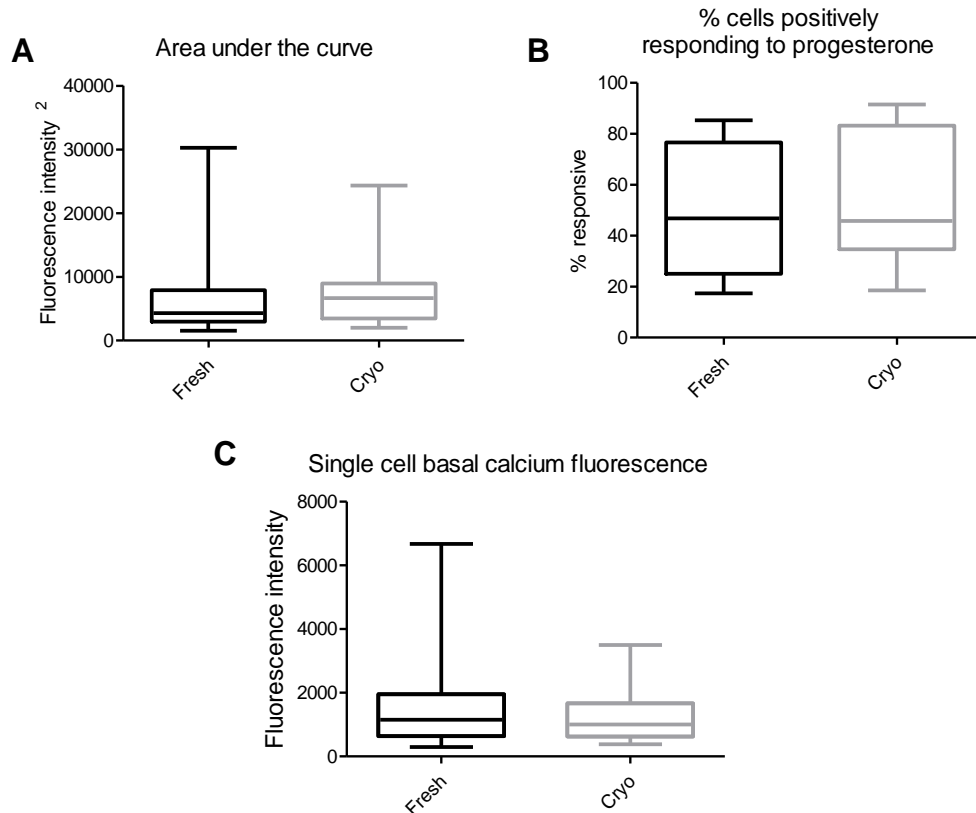 A
Area under the curve
Fluorescence intensity 2
40000
30000
20000
10000
0
Fresh
Cryo
B
% cells positively
responding to progesterone
% responsive
100
80
60
40
20
0
Fresh
Cryo
C
Single cell basal calcium fluorescence
Fluorescence intensity
8000
6000
4000
2000
0
Fresh
Cryo